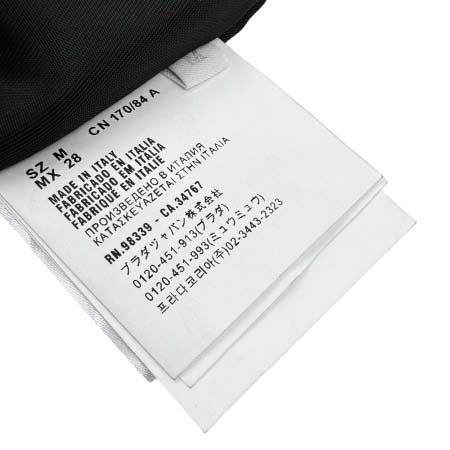 SZ M CN 170/84 A
MX 28
MADE IN ITALY
FABRICADO EN ITALIA
FABRICADO EM ITALIA
FABRIQUE EN ITALIE
ПРОИЗВЕДЕНО В ИТАЛИЯ
ΚΑΤΑΣΚΕΥΑΖΕΤΑΙ ΣΤΗΝ ΙΤΑΛΙΑ
RN.98339 - CA.34767
プラダジャパン株式会社
0120-451-913(プラダ)
0120-451-993(ミュウミュウ)
프라다코리아(주)02-3443-2323